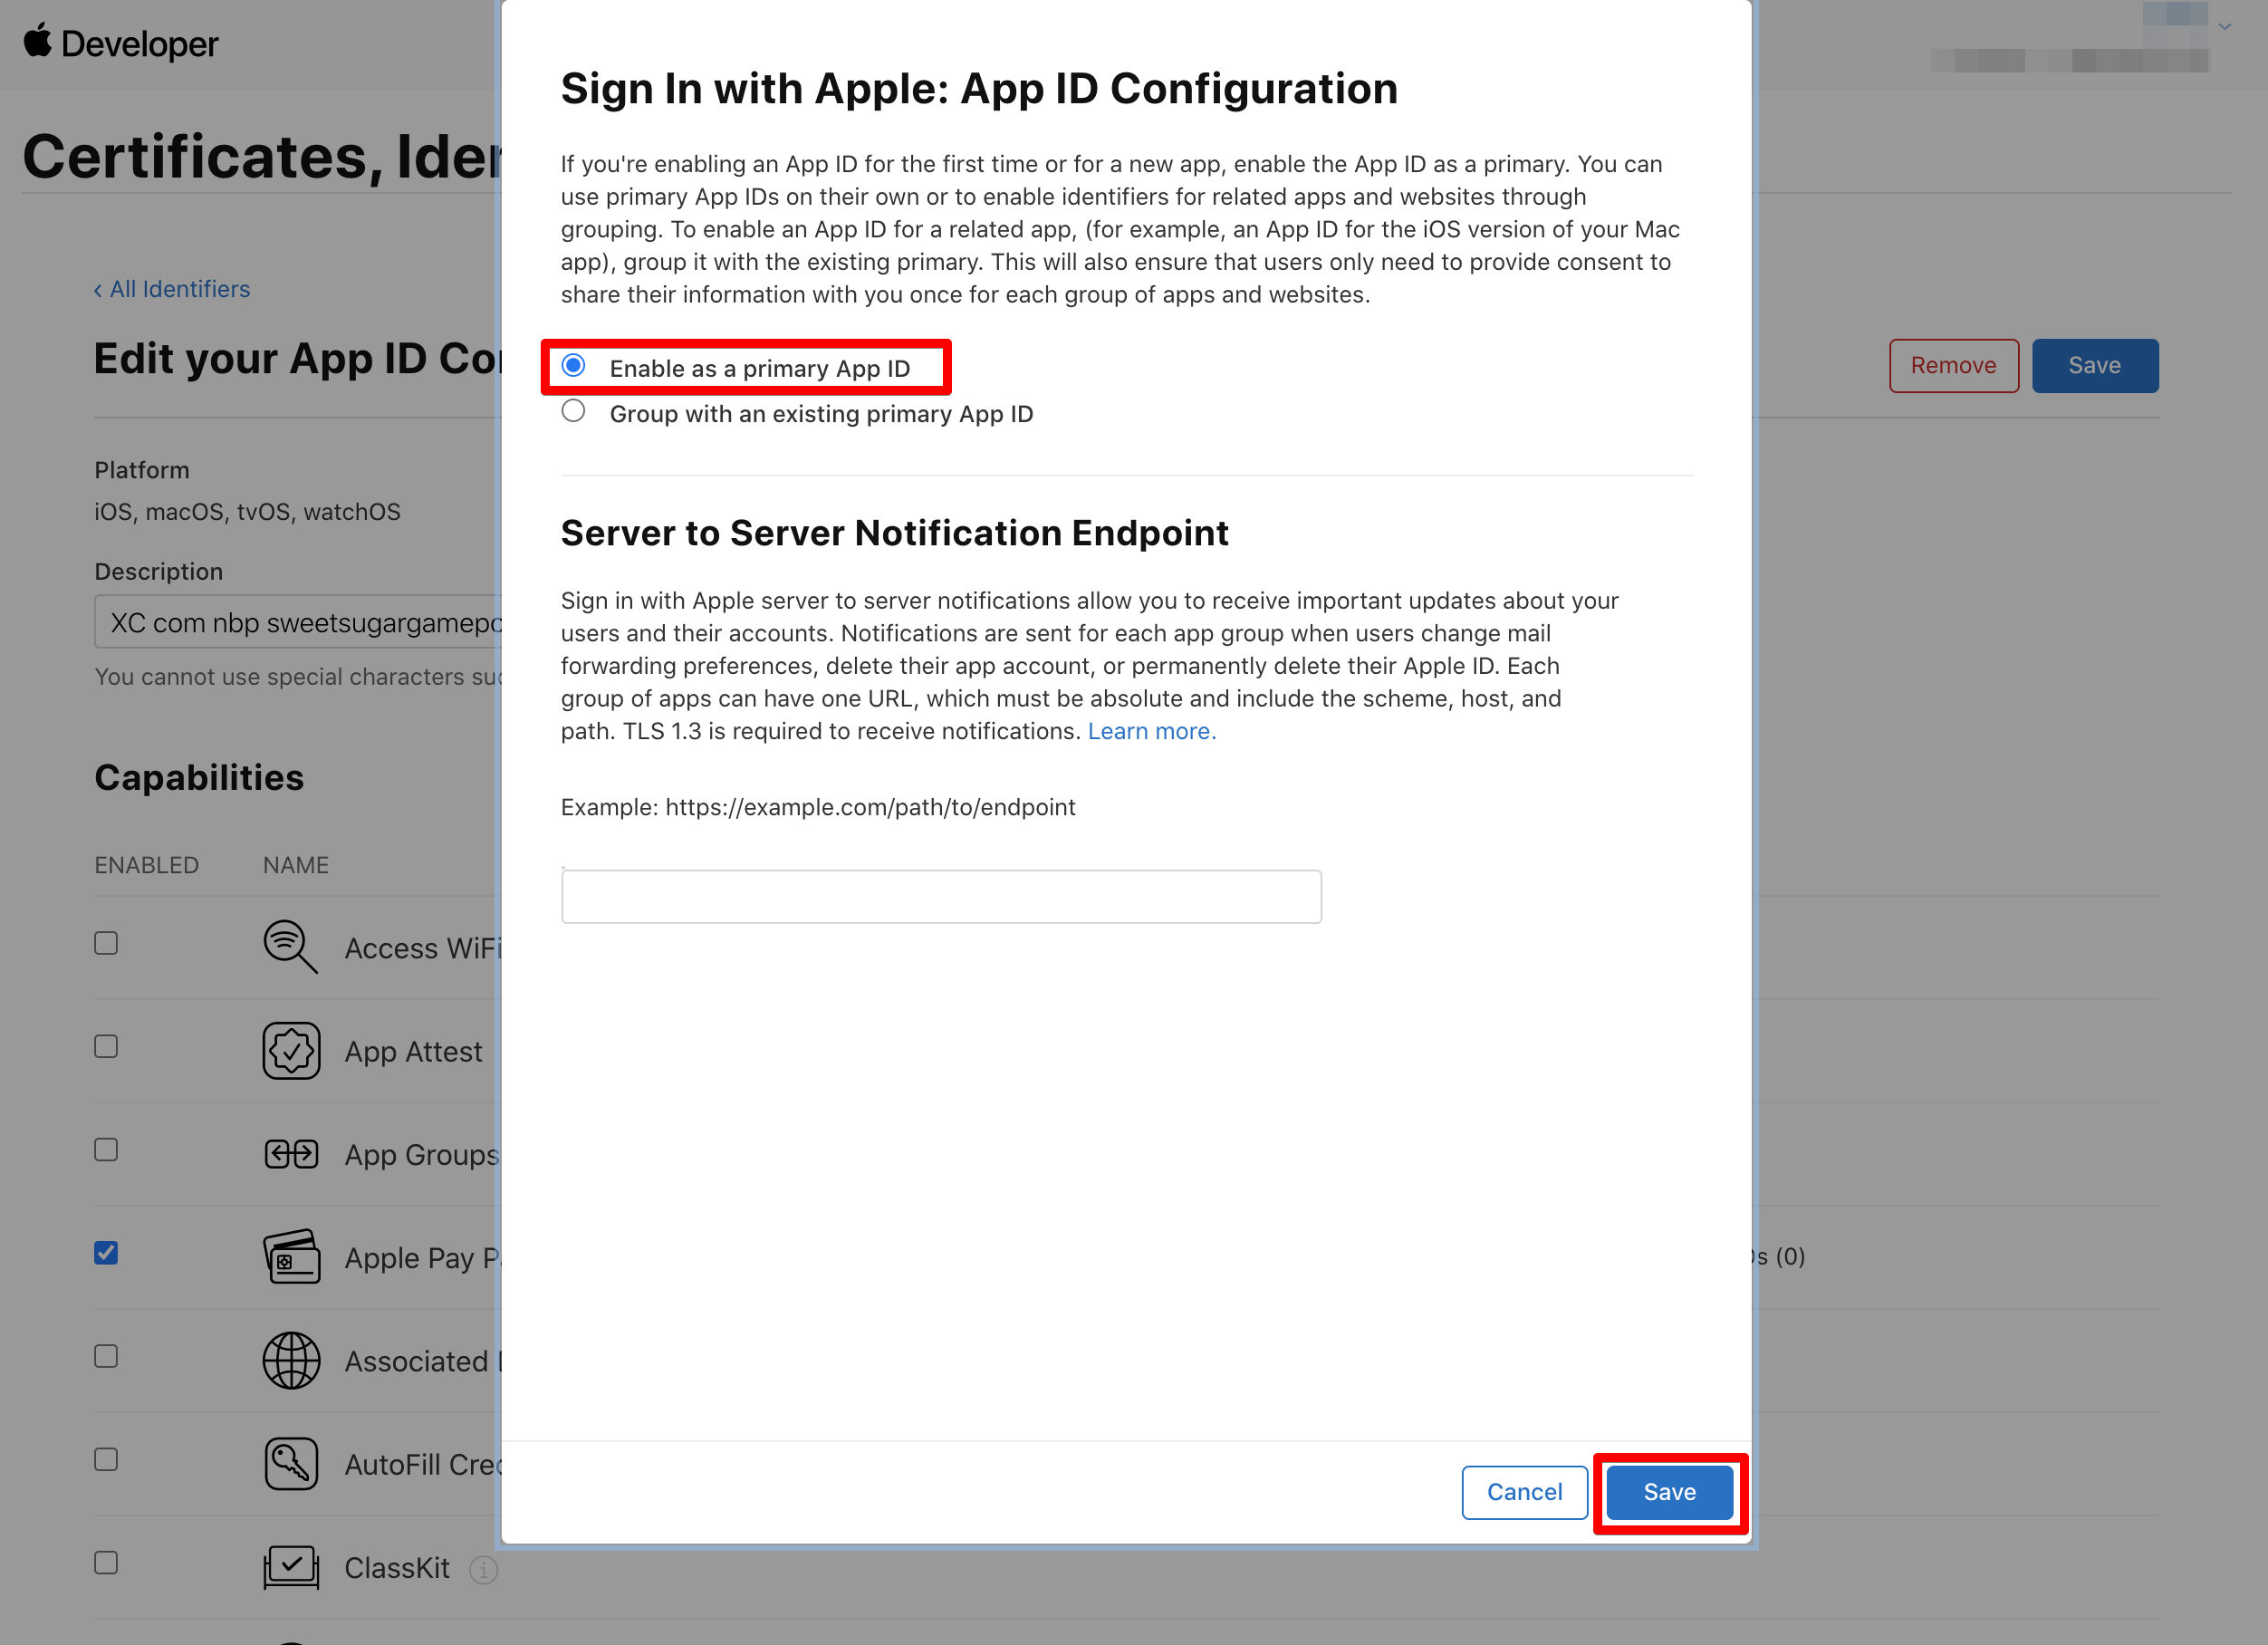 Developer
Certificates, Iden
‹ All Identifiers
Edit your App ID Co
Remove
Save
Platform
iOS, macOS, tvOS, watchOS
Description
XC com nbp sweetsugargamepo
You cannot use special characters suc
Capabilities
ENABLED
NAME
Access WiFi
App Attest
App Groups
Apple Pay P
Ds (0)
Associated
AutoFill Cred
ClassKit
Sign In with Apple: App ID Configuration
If you're enabling an App ID for the first time or for a new app, enable the App ID as a primary. You can
use primary App IDs on their own or to enable identifiers for related apps and websites through
grouping. To enable an App ID for a related app, (for example, an App ID for the iOS version of your Mac
app), group it with the existing primary. This will also ensure that users only need to provide consent to
share their information with you once for each group of apps and websites.
Enable as a primary App ID
Group with an existing primary App ID
Server to Server Notification Endpoint
Sign in with Apple server to server notifications allow you to receive important updates about your
users and their accounts. Notifications are sent for each app group when users change mail
forwarding preferences, delete their app account, or permanently delete their Apple ID. Each
group of apps can have one URL, which must be absolute and include the scheme, host, and
path. TLS 1.3 is required to receive notifications. Learn more.
Example: https://example.com/path/to/endpoint
Cancel
Save